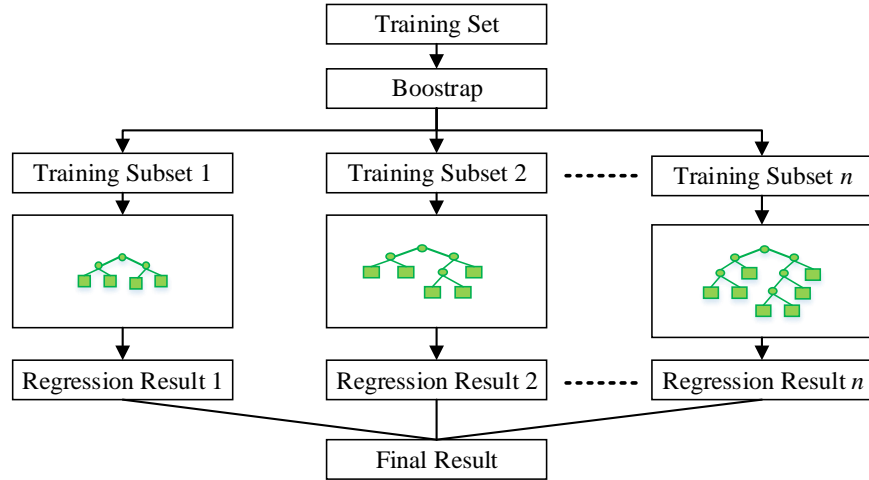 Training Set
Boostrap
Training Subset 1
Training Subset 2
Training Subset n
Regression Result 1
Regression Result 2
Regression Result n
Final Result